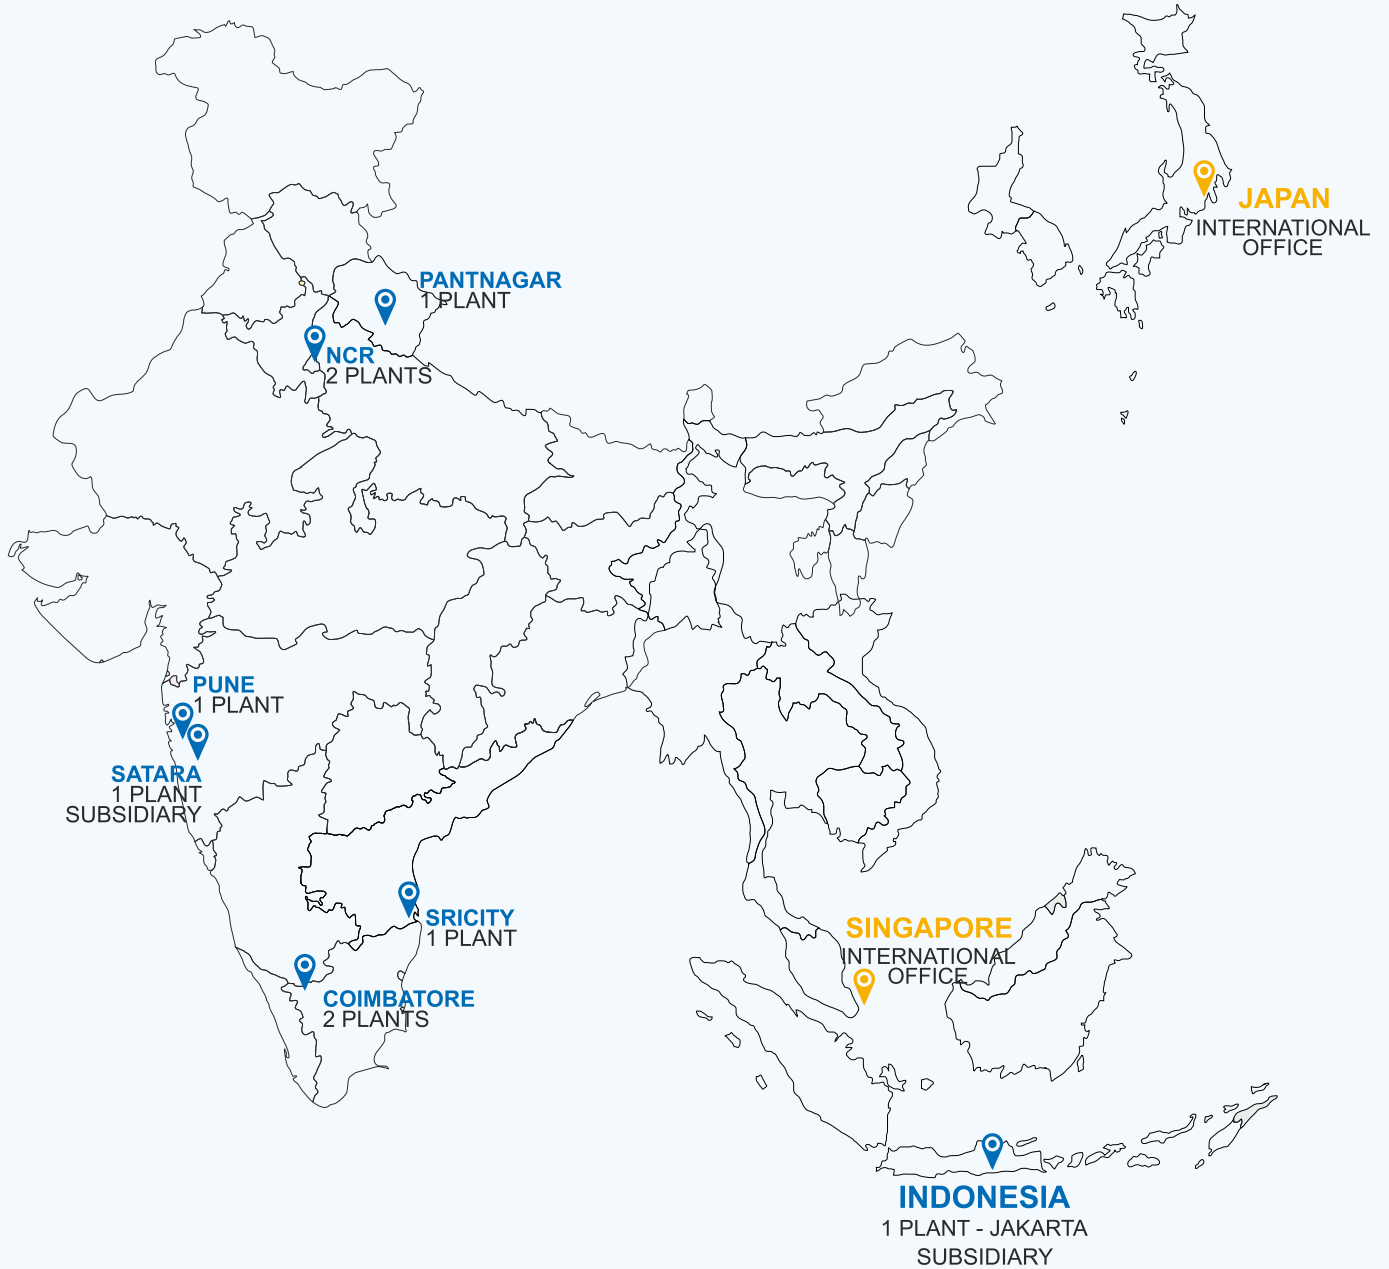 JAPAN
INTERNATIONAL
OFFICE
PANTNAGAR
1 PLANT
NCR
2 PLANTS
PUNE
1 PLANT
SATARA
1 PLANT
SUBSIDIARY
SRICITY
1 PLANT
SINGAPORE
INTERNATIONAL
OFFICE
COIMBATORE
2 PLANTS
INDONESIA
1 PLANT - JAKARTA
SUBSIDIARY